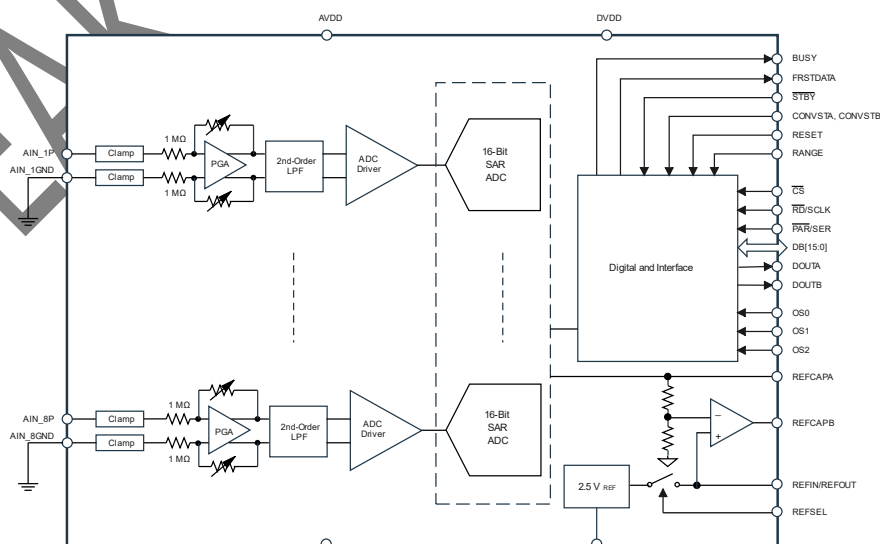 AVDD
DVDD
BUSY
FRSTDATA
STBY
CONVSTA, CONVSTB
RESET
RANGE
CS
RD/SCLK
PAR/SER
DB[15:0]
DOUTA
DOUTB
OS0
OS1
OS2
REFCAPA
REFCAPB
REFIN/REFOUT
REFSEL
AIN_1P
AIN_1GND
Clamp
Clamp
1 MΩ
1 MΩ
PGA
2nd-Order
LPF
ADC
Driver
16-Bit
SAR
ADC
Digital and Interface
AIN_8P
AIN_8GND
Clamp
Clamp
1 MΩ
1 MΩ
PGA
2nd-Order
LPF
ADC
Driver
16-Bit
SAR
ADC
2.5 V REF
−
+